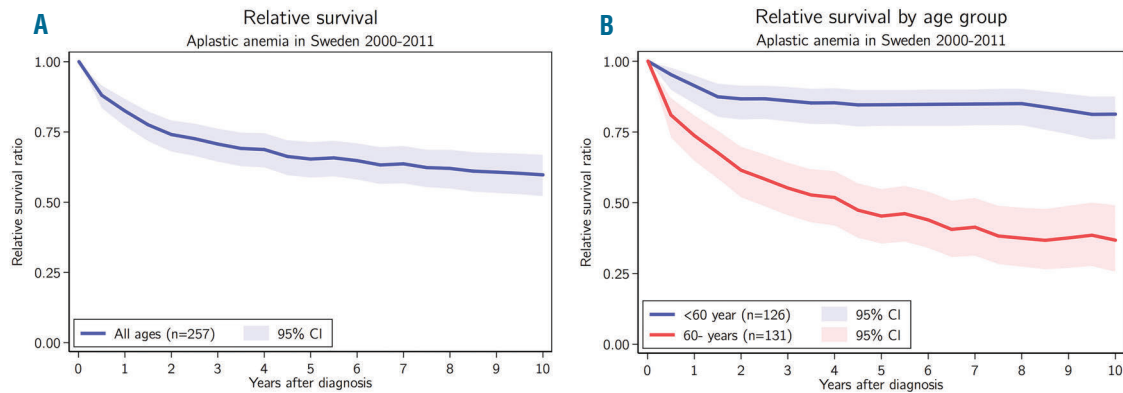 A
Relative survival
Aplastic anemia in Sweden 2000-2011
1.00
0.75
0.50
0.25
0.00
Relative survival ratio
All ages (n=257)
95% CI
0 1 2 3 4 5 6 7 8 9 10
Years after diagnosis
B
Relative survival by age group
Aplastic anemia in Sweden 2000-2011
1.00
0.75
0.50
0.25
0.00
Relative survival ratio
<60 year (n=126) 95% CI
60- years (n=131) 95% CI
0 1 2 3 4 5 6 7 8 9 10
Years after diagnosis